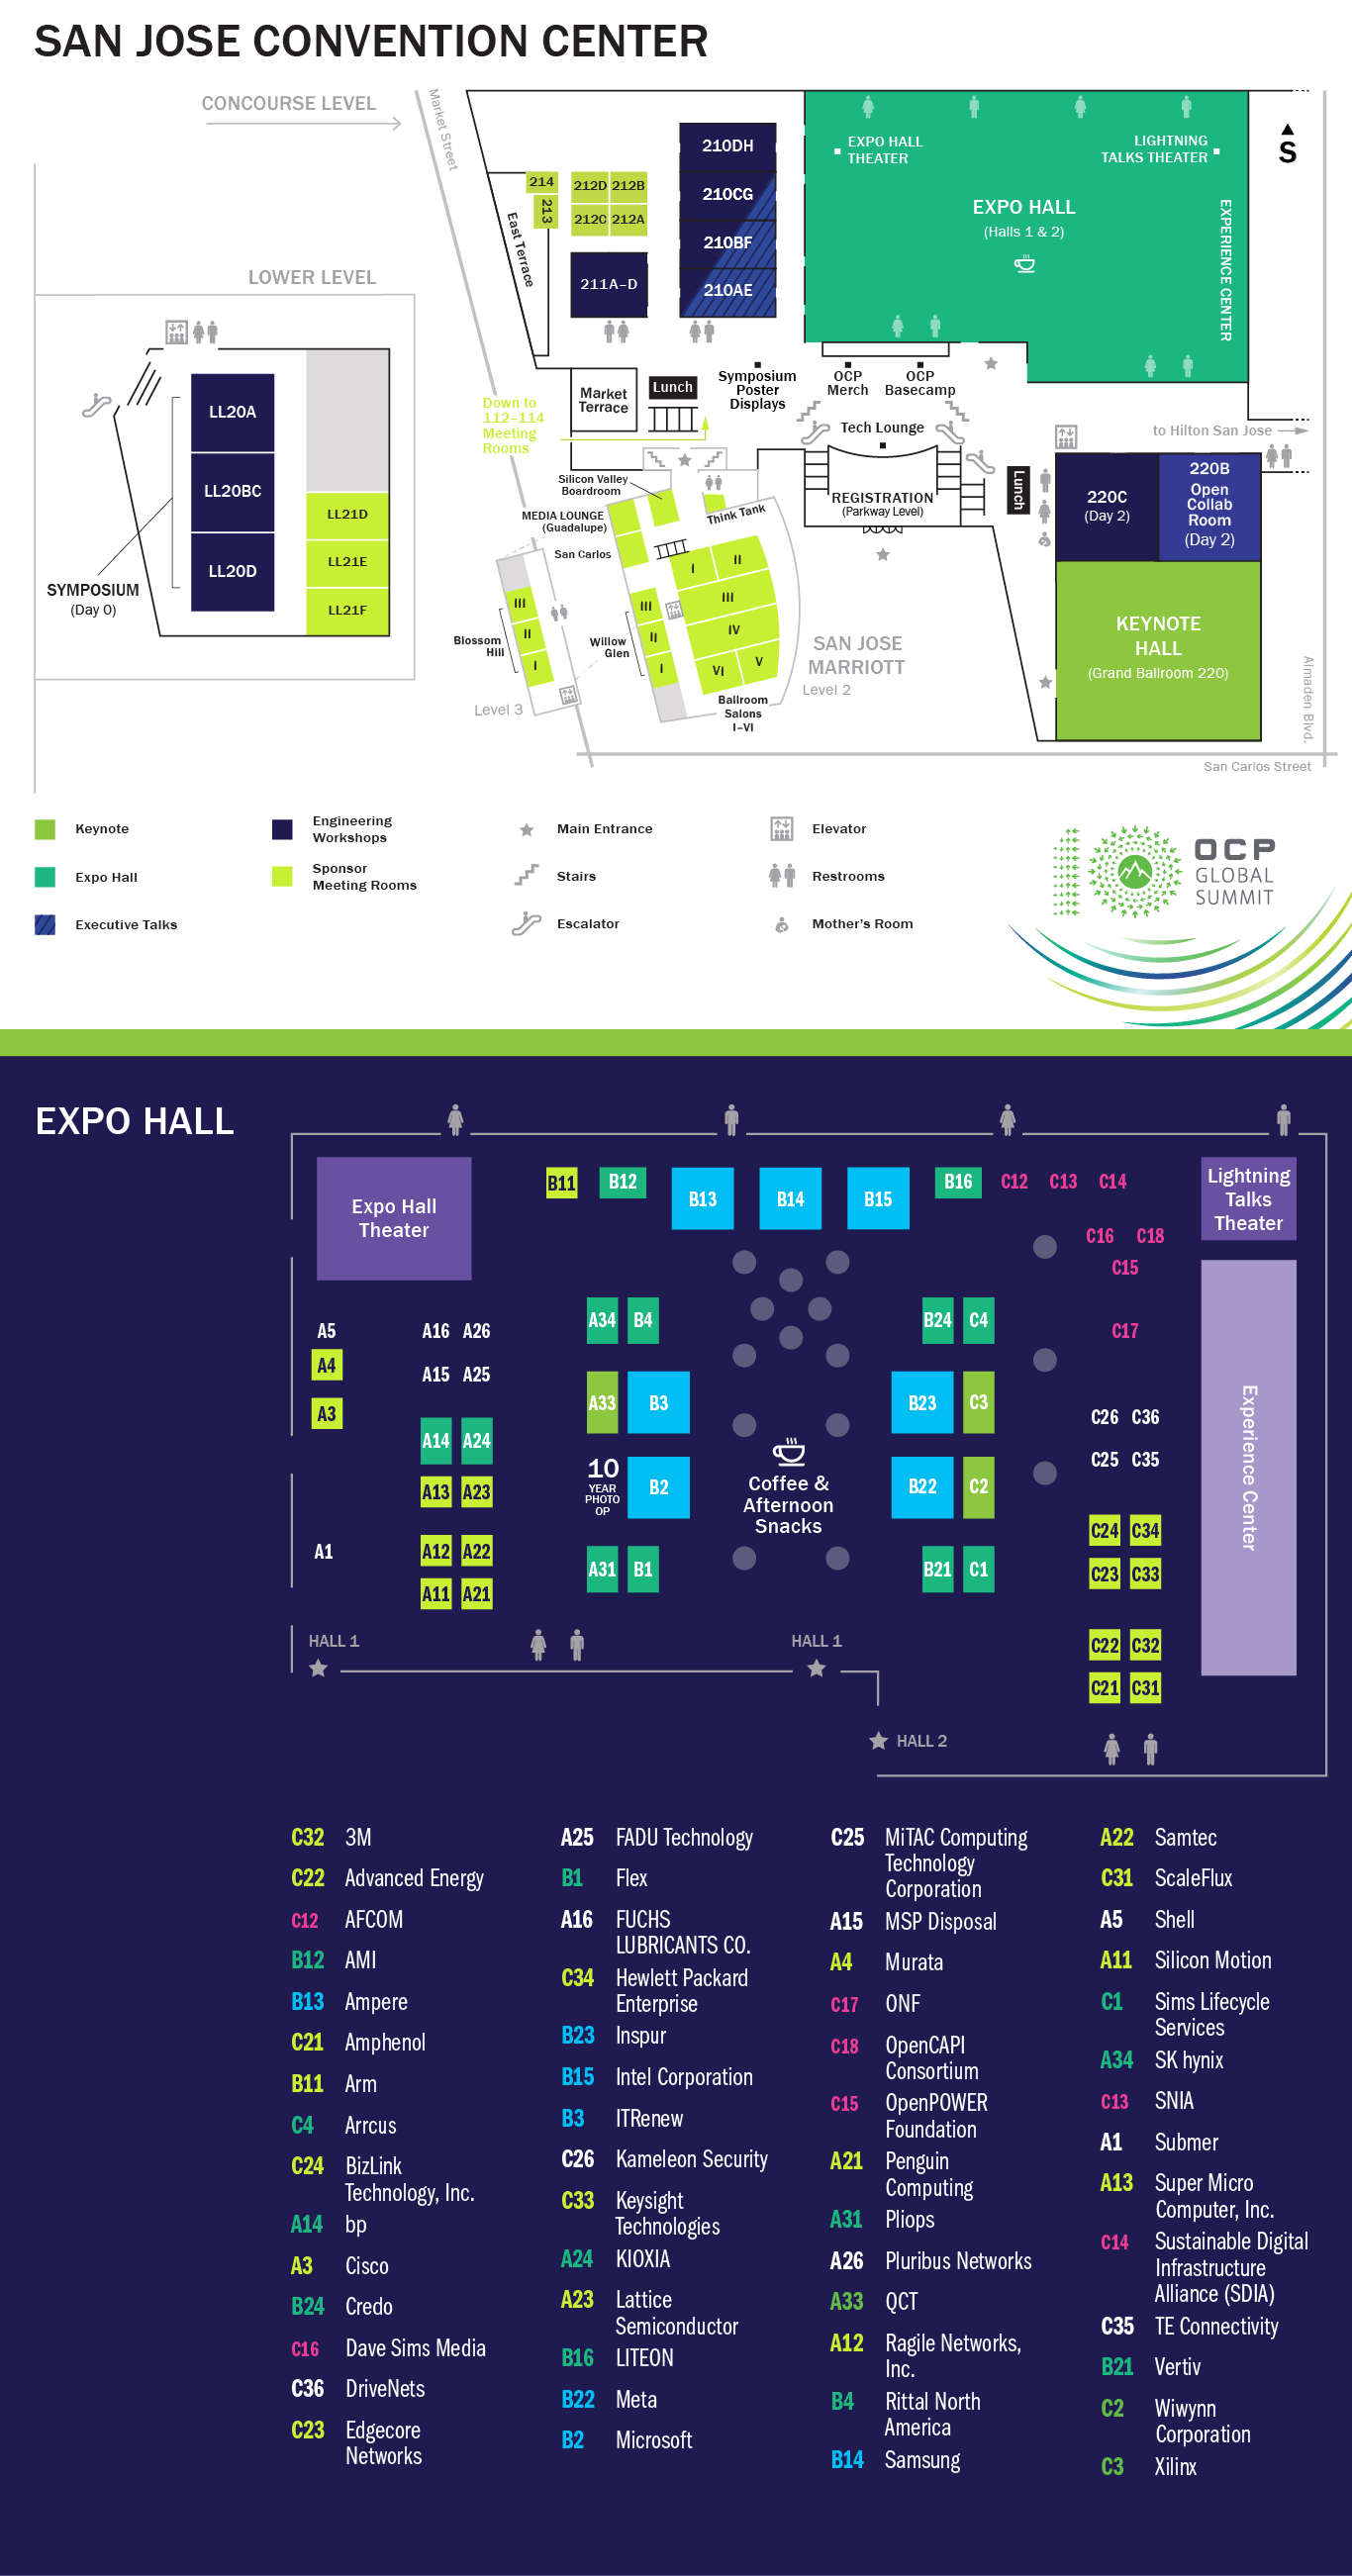 SAN JOSE CONVENTION CENTER
CONCOURSE LEVEL
Market Street
LOWER LEVEL
LL20A
LL20BC
LL20D
SYMPOSIUM
(Day 0)
LL21D
LL21E
LL21F
214
213
212D
212B
212C
212A
East Terrace
211A–D
210DH
210CG
210BF
210AE
EXPO HALL
THEATER
LIGHTNING
TALKS THEATER
EXPO HALL
(Halls 1 & 2)
EXPERIENCE CENTER
S
Market
Terrace
Lunch
Symposium
Poster
Displays
OCP
Merch
OCP
Basecamp
Down to
112–114
Meeting
Rooms
Tech Lounge
to Hilton San Jose
REGISTRATION
(Parkway Level)
Lunch
220C
(Day 2)
220B
Open
Collab
Room
(Day 2)
KEYNOTE
HALL
(Grand Ballroom 220)
Silicon Valley
Boardroom
MEDIA LOUNGE
(Guadalupe)
San Carlos
Think Tank
I
II
III
IV
V
VI
Ballroom
Salons
I–VI
Blossom
Hill
III
II
I
Willow
Glen
III
II
I
Level 3
SAN JOSE
MARRIOTT
Level 2
Almaden Blvd.
San Carlos Street
Keynote
Expo Hall
Executive Talks
Engineering
Workshops
Sponsor
Meeting Rooms
Main Entrance
Stairs
Escalator
Elevator
Restrooms
Mother's Room
OCP
GLOBAL
SUMMIT
EXPO HALL
Expo Hall
Theater
B11
B12
B13
B14
B15
B16
C12
C13
C14
Lightning
Talks
Theater
C16
C18
C15
C17
A5
A4
A3
A1
A16
A26
A15
A25
A14
A24
A13
A23
A12
A22
A11
A21
A34
B4
A33
B3
10
YEAR
PHOTO
OP
B2
A31
B1
Coffee &
Afternoon
Snacks
B24
C4
B23
C3
B22
C2
B21
C1
C26
C36
C25
C35
C24
C34
C23
C33
C22
C32
C21
C31
Experience Center
HALL 1
HALL 1
HALL 2
C32 3M
C22 Advanced Energy
C12 AFCOM
B12 AMI
B13 Ampere
C21 Amphenol
B11 Arm
C4 Arrcus
C24 BizLink
Technology, Inc.
A14 bp
A3 Cisco
B24 Credo
C16 Dave Sims Media
C36 DriveNets
C23 Edgecore
Networks
A25 FADU Technology
B1 Flex
A16 FUCHS
LUBRICANTS CO.
C34 Hewlett Packard
Enterprise
B23 Inspur
B15 Intel Corporation
B3 ITRenew
C26 Kameleon Security
C33 Keysight
Technologies
A24 KIOXIA
A23 Lattice
Semiconductor
B16 LITEON
B22 Meta
B2 Microsoft
C25 MiTAC Computing
Technology
Corporation
A15 MSP Disposal
A4 Murata
C17 ONF
C18 OpenCAPI
Consortium
C15 OpenPOWER
Foundation
A21 Penguin
Computing
A31 Pliops
A26 Pluribus Networks
A33 QCT
A12 Ragile Networks,
Inc.
B4 Rittal North
America
B14 Samsung
A22 Samtec
C31 ScaleFlux
A5 Shell
A11 Silicon Motion
C1 Sims Lifecycle
Services
A34 SK hynix
C13 SNIA
A1 Submer
A13 Super Micro
Computer, Inc.
C14 Sustainable Digital
Infrastructure
Alliance (SDIA)
C35 TE Connectivity
B21 Vertiv
C2 Wiwynn
Corporation
C3 Xilinx